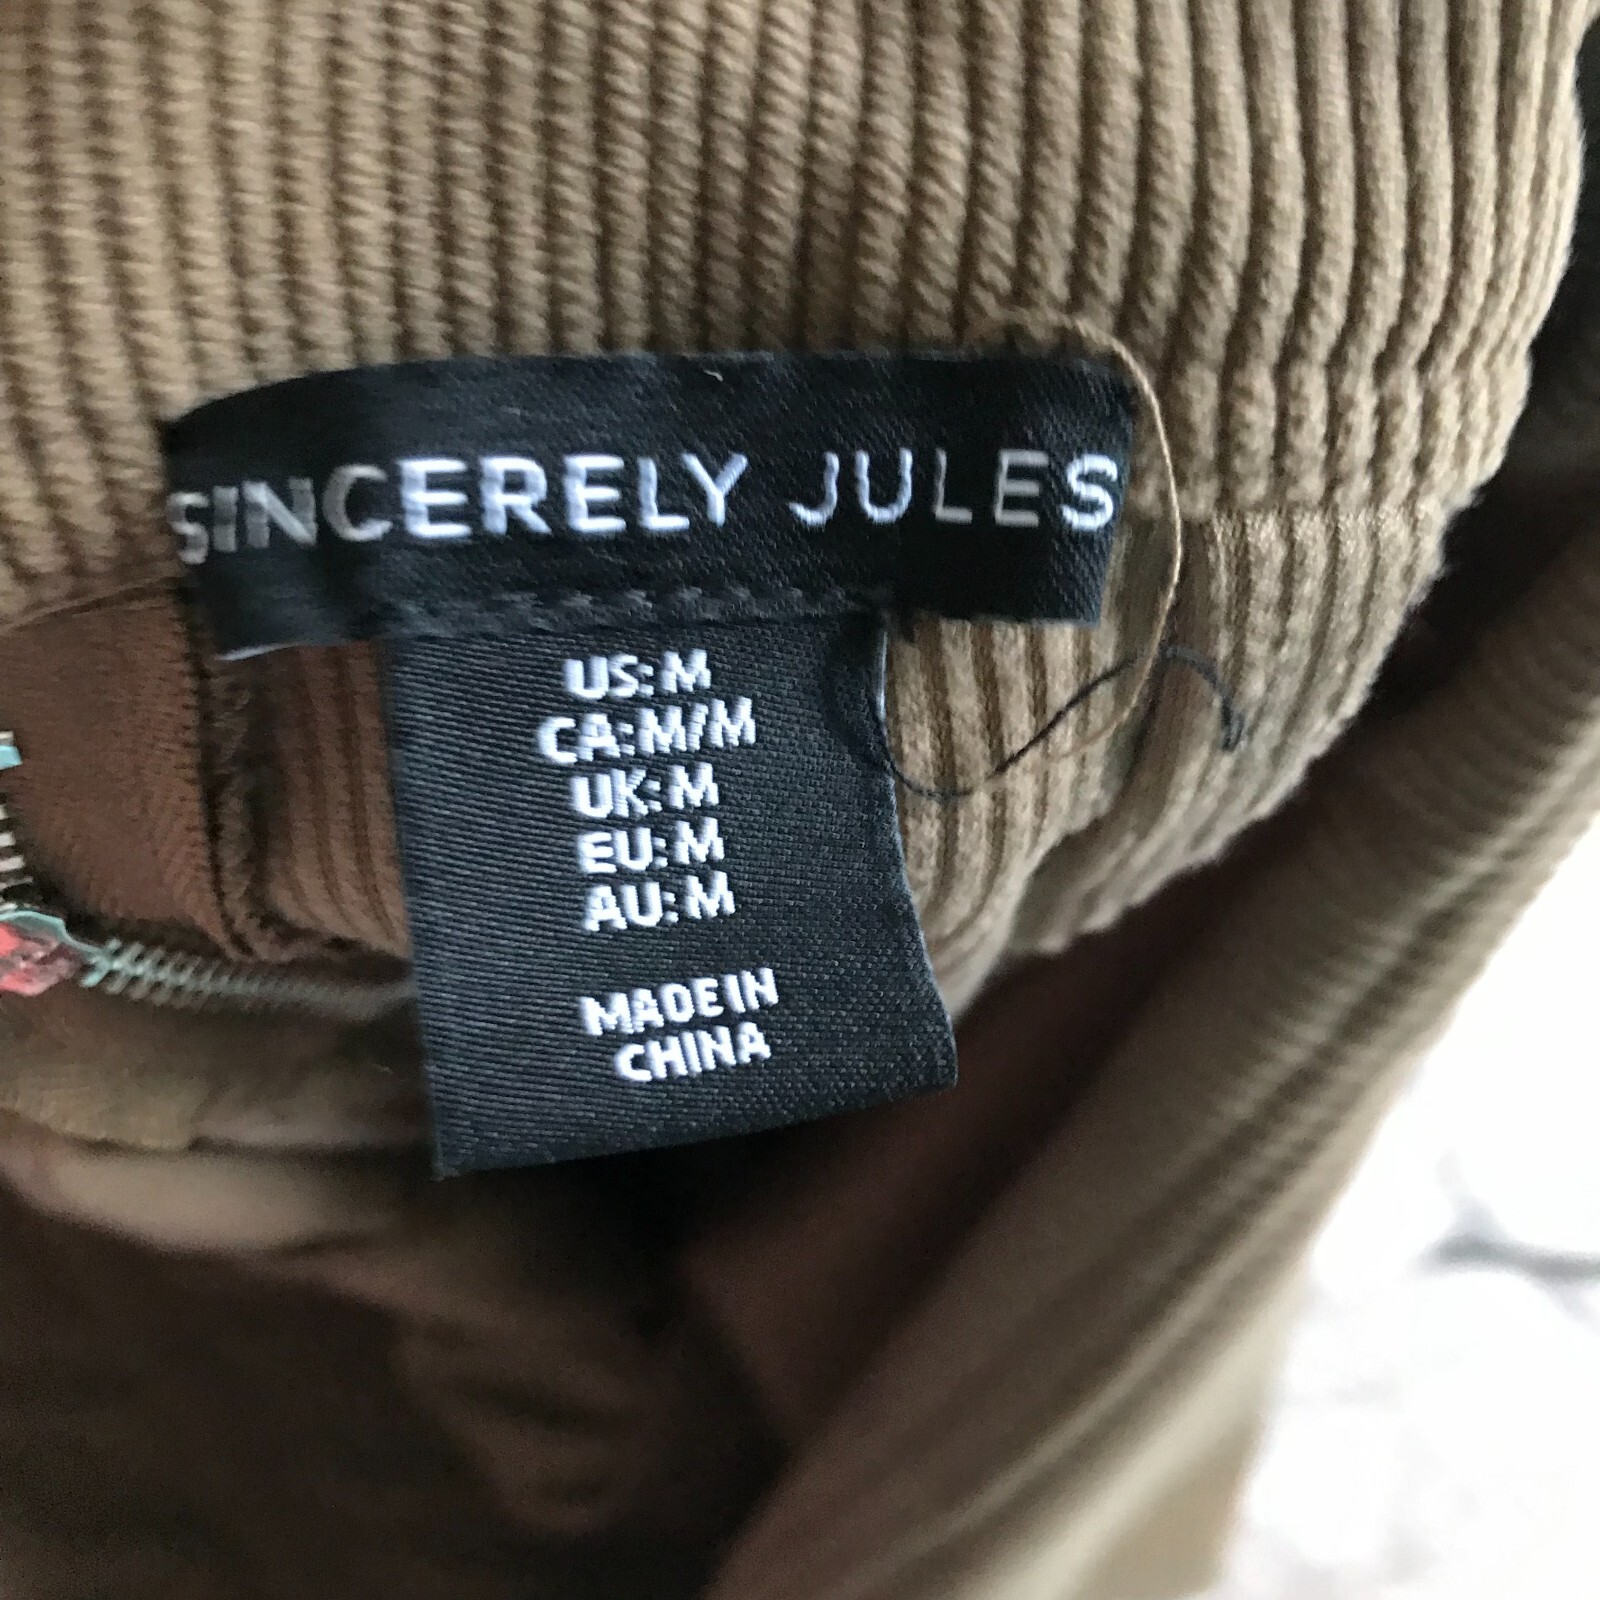 SINCERELY JULES
US: M
CA: M/M
UK: M
EU: M
AU: M
MADE IN
CHINA